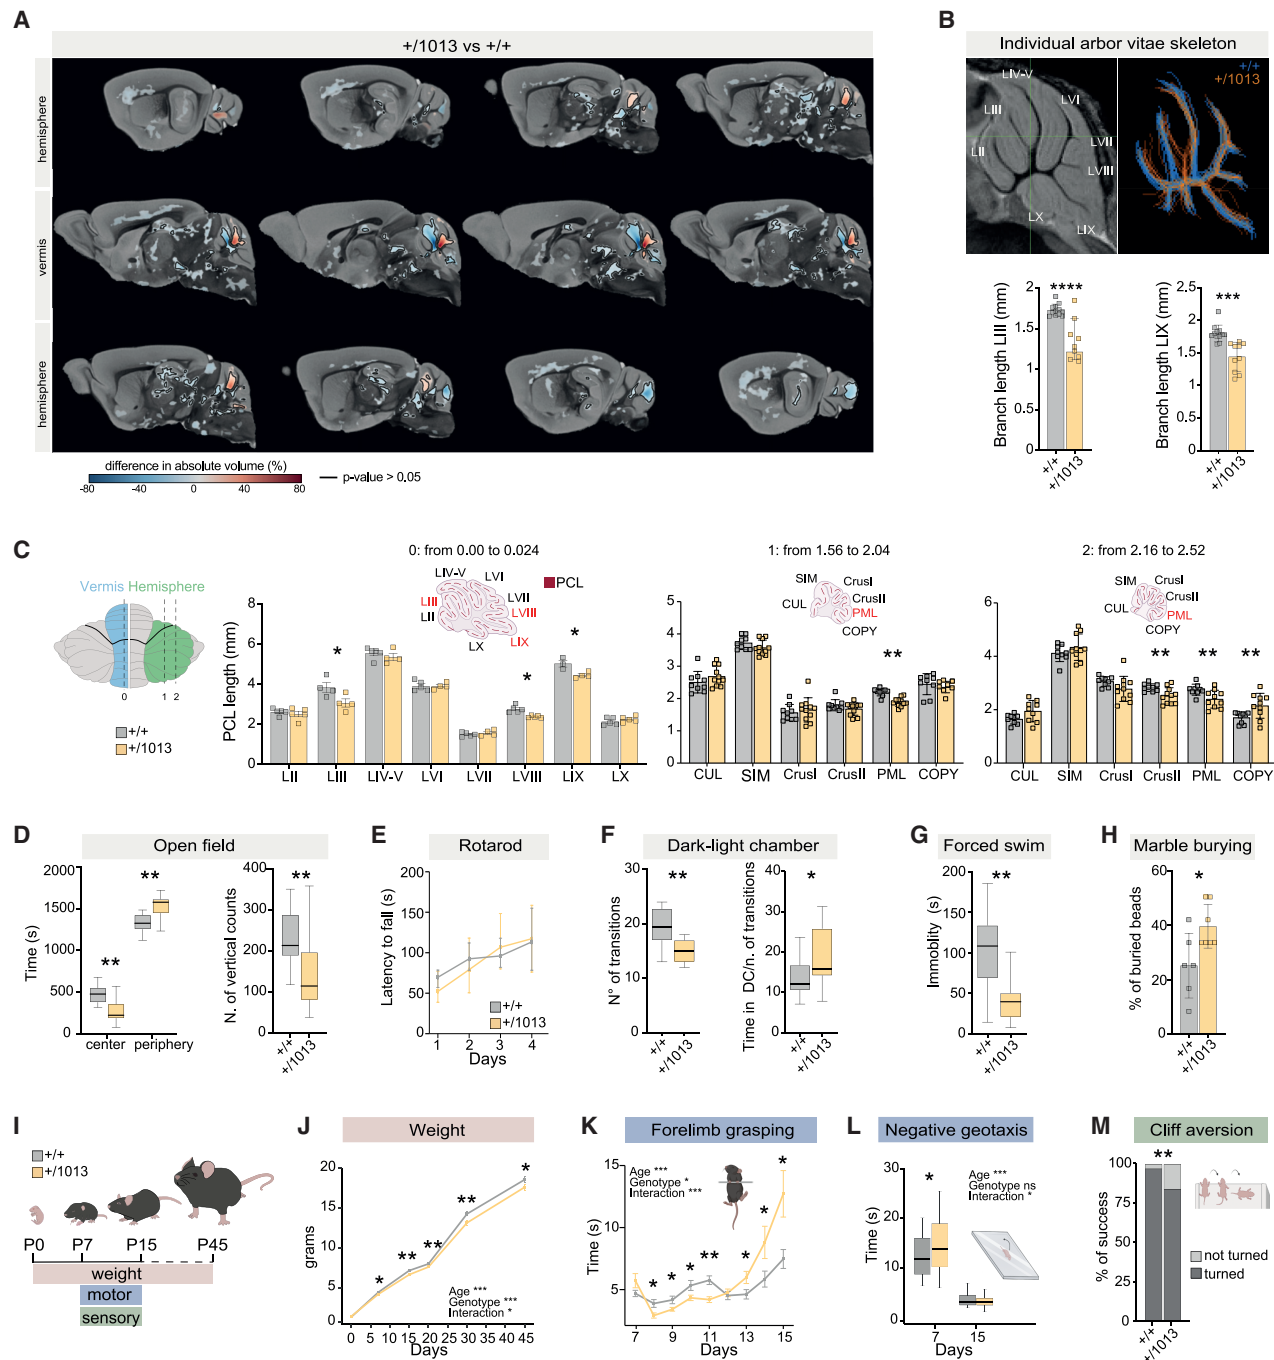 A
+/1013 vs +/+
hemisphere
vermis
hemisphere
difference in absolute volume (%)
-80
-40
0
40
80
p-value > 0.05
B
Individual arbor vitae skeleton
LIV-V
LIII
LVI
LII
LVII
LVIII
LX
LIX
+/+
+/1013
Branch length LIII (mm)
2
1.5
1
0.5
0
****
+/+
+/1013
Branch length LIX (mm)
2.5
2
1.5
1
0.5
0
***
+/+
+/1013
C
Vermis Hemisphere
0
1 2
+/+
+/1013
0: from 0.00 to 0.024
LIV-V
LVI
LIII
LVII
LII
LVIII
LX
LIX
PCL
PCL length (mm)
8
6
4
2
0
*
*
*
LII LIII LIV-V LVI LVII LVIII LIX LX
1: from 1.56 to 2.04
SIM
CrusI
CrusII
CUL
PML
COPY
5
4
3
2
1
0
**
CUL SIM CrusI CrusII PML COPY
2: from 2.16 to 2.52
SIM
CrusI
CrusII
CUL
PML
COPY
6
4
2
0
** ** **
CUL SIM CrusI CrusII PML COPY
D
Open field
Time (s)
2000
1500
1000
500
0
**
**
center periphery
N. of vertical counts
400
300
200
100
0
**
+/+
+/1013
E
Rotarod
Latency to fall (s)
200
150
100
50
0
+/+
+/1013
1 2 3 4
Days
F
Dark-light chamber
N° of transitions
30
20
10
0
**
+/+
+/1013
Time in DC/n. of transitions
40
30
20
10
0
*
+/+
+/1013
G
Forced swim
Immoblity (s)
200
150
100
50
0
**
+/+
+/1013
H
Marble burying
% of buried beads
60
40
20
0
*
+/+
+/1013
I
+/+
+/1013
P0 P7 P15 P45
weight
motor
sensory
J
Weight
grams
20
15
10
5
0
* ** ** ** *
Age ***
Genotype ***
Interaction *
0 5 10 15 20 25 30 35 40 45
Days
K
Forelimb grasping
Time (s)
15
10
5
Age ***
Genotype *
Interaction ***
* * * ** * * *
7 9 11 13 15
Days
L
Negative geotaxis
Time (s)
30
20
10
0
*
Age ***
Genotype ns
Interaction *
7 15
Days
M
Cliff aversion
% of success
100
75
50
25
0
**
not turned
turned
+/+
+/1013